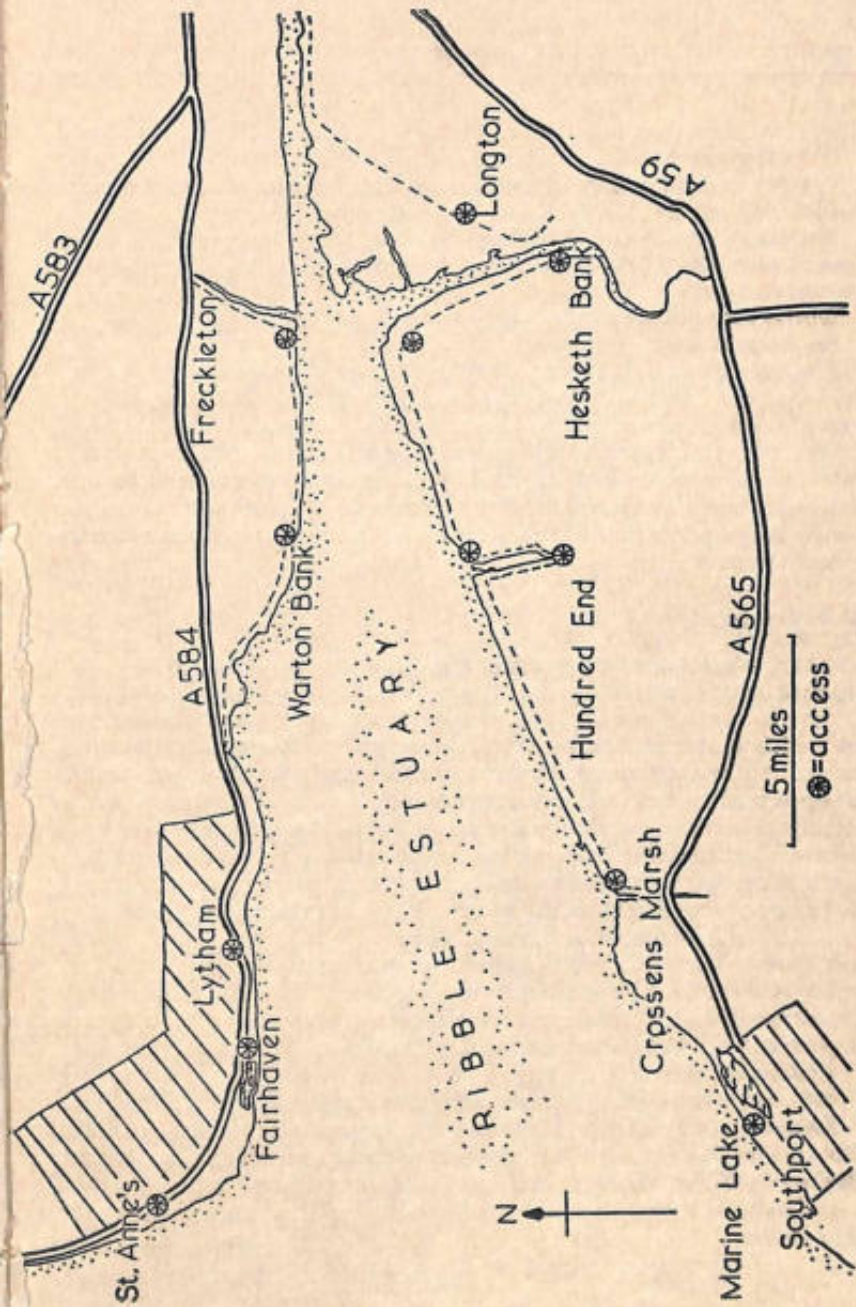 A583
A584
Freckleton
Longton
A59
Warton Bank
Hesketh Bank
Lytham
Fairhaven
St. Anne's
RIBBLE ESTUARY
Hundred End
A565
Crossens Marsh
5 miles
=access
N
Marine Lake
Southport